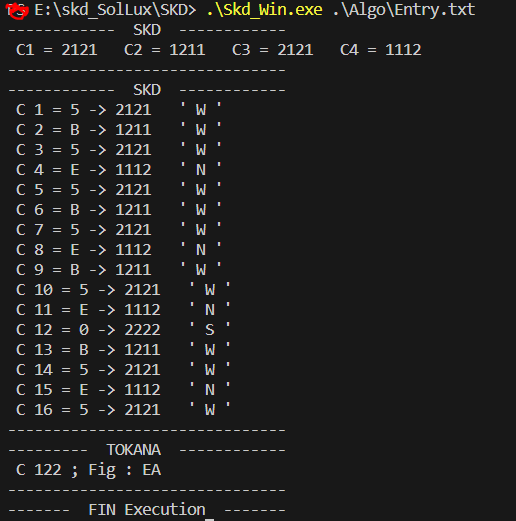 PS E:\skd_SolLux\SKD> .\Skd_Win.exe .\Algo\Entry.txt
------------ SKD ------------
C1 = 2121 C2 = 1211 C3 = 2121 C4 = 1112
-----------------------------
------------ SKD ------------
C 1 = 5 -> 2121 ' W '
C 2 = B -> 1211 ' W '
C 3 = 5 -> 2121 ' W '
C 4 = E -> 1112 ' N '
C 5 = 5 -> 2121 ' W '
C 6 = B -> 1211 ' W '
C 7 = 5 -> 2121 ' W '
C 8 = E -> 1112 ' N '
C 9 = B -> 1211 ' W '
C 10 = 5 -> 2121 ' W '
C 11 = E -> 1112 ' N '
C 12 = 0 -> 2222 ' S '
C 13 = B -> 1211 ' W '
C 14 = 5 -> 2121 ' W '
C 15 = E -> 1112 ' N '
C 16 = 5 -> 2121 ' W '
-----------------------------
--------- TOKANA ----------
C 122 ; Fig : EA
-----------------------------
------- FIN Execution_ -------